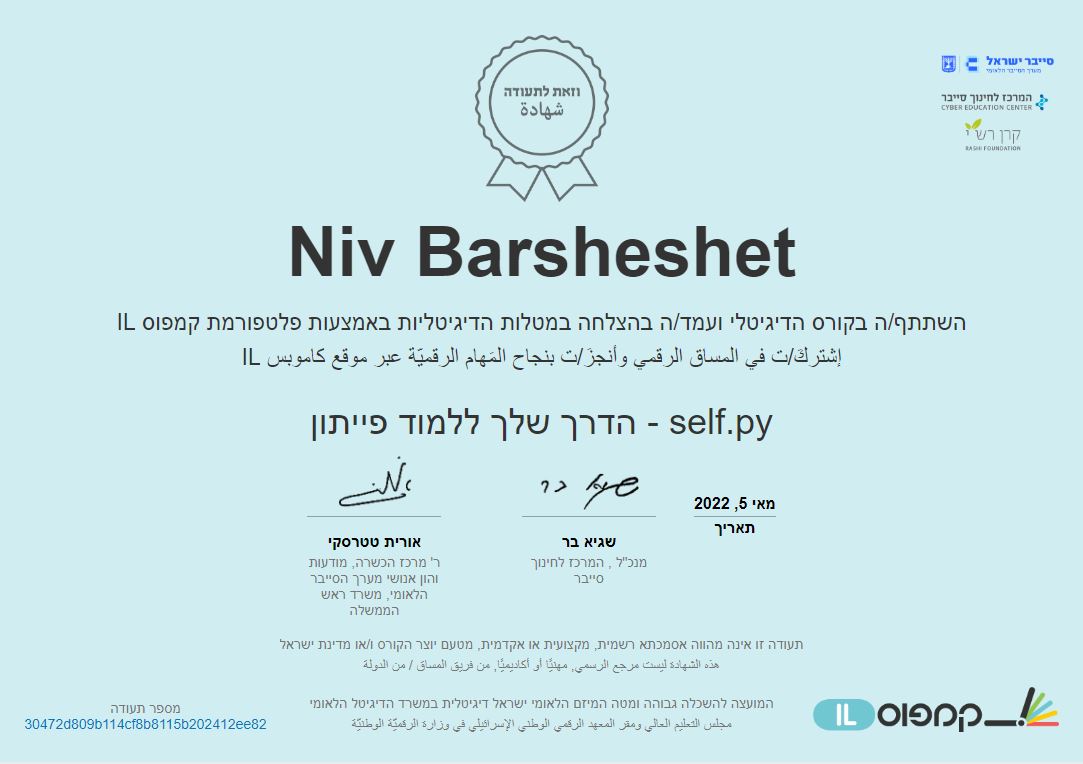 סייבר ישראל
מערך הסייבר הלאומי
המרכז לחינוך סייבר
CYBER EDUCATION CENTER
קרן רש"י
RASHI FOUNDATION
וזאת לתעודה
شهادة
Niv Barsheshet
השתתף/ה בקורס הדיגיטלי ועמד/ה בהצלחה במטלות הדיגיטליות באמצעות פלטפורמת קמפוס IL
إشتركَ/ت في المساق الرقمي وأنجزَ/ت بنجاح المَهام الرقميّة عبر موقع كاموبس IL
self.py - הדרך שלך ללמוד פייתון
מאי 5, 2022
תאריך
שגיא בר
שגיא בר
מנכ"ל , המרכז לחינוך
סייבר
אורית טטרסקי
ר' מרכז הכשרה, מודעות
והון אנושי מערך הסייבר
הלאומי, משרד ראש
הממשלה
תעודה זו אינה מהווה אסמכתא רשמית, מקצועית או אקדמית, מטעם יוצר הקורס ו/או מדינת ישראל
هذه الشهادة ليست مرجع الرسمي, مهنيًّا أو أكاديميًّا, من فريق المساق / من الدولة
קמפוס IL
המועצה להשכלה גבוהה ומטה המיזם הלאומי ישראל דיגיטלית במשרד הדיגיטל הלאומי
مجلس التعليم العالي ومقر المعهد الرقمي الوطني الإسرائيلي في وزارة الرقميّة الوطنيّة
מספר תעודה
30472d809b114cf8b8115b202412ee82